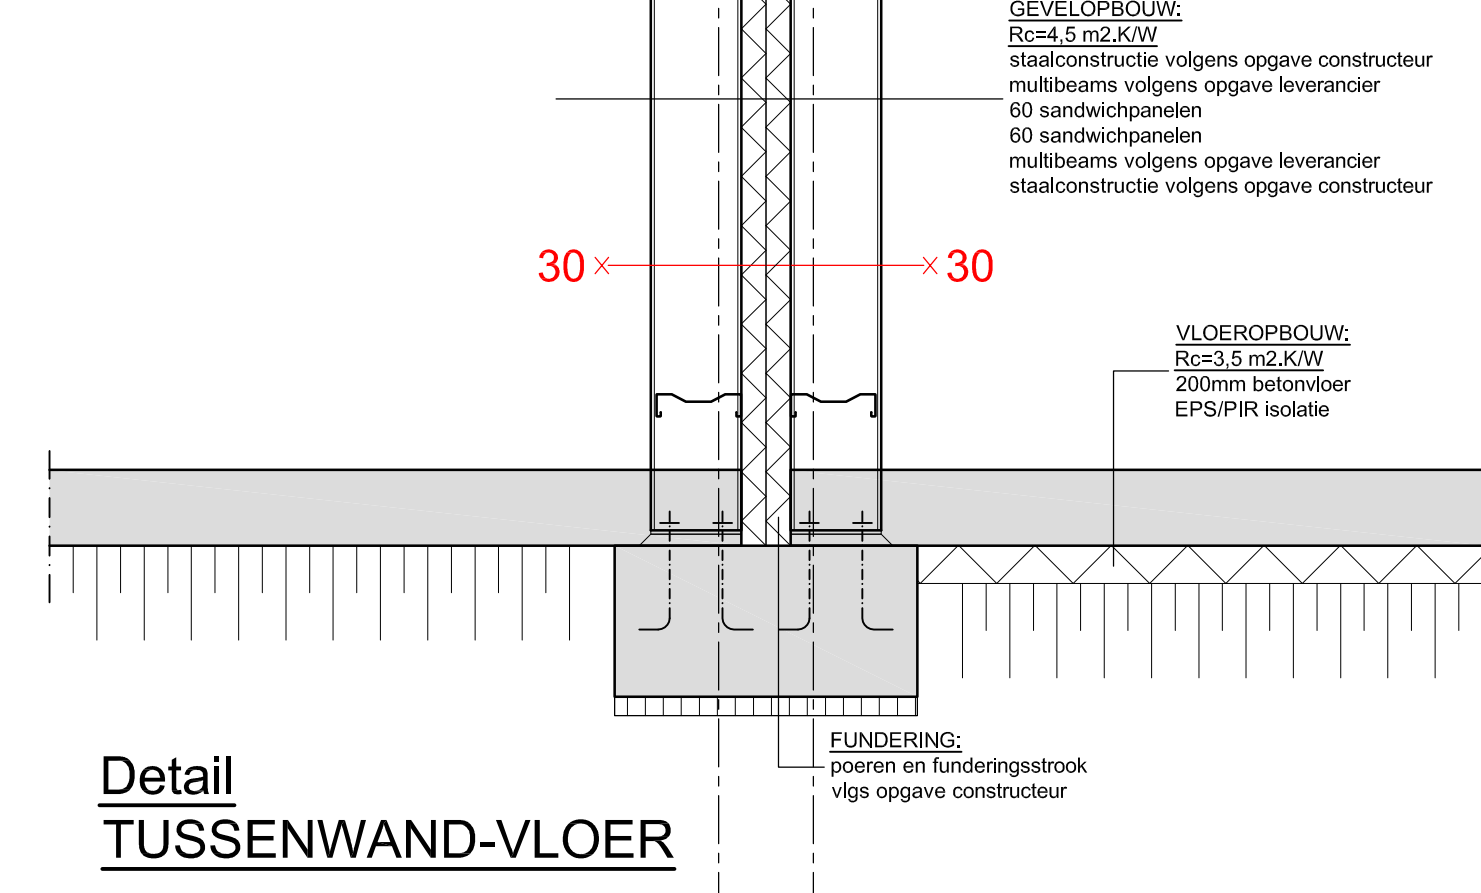 GEVELOPBOUW:
Rc=4,5 m2.K/W
staalconstructie volgens opgave constructeur
multibeams volgens opgave leverancier
60 sandwichpanelen
60 sandwichpanelen
multibeams volgens opgave leverancier
staalconstructie volgens opgave constructeur
30 30
VLOEROPBOUW:
Rc=3,5 m2.K/W
200mm betonvloer
EPS/PIR isolatie
FUNDERING:
poeren en funderingsstrook
vlgs opgave constructeur
Detail
TUSSENWAND-VLOER